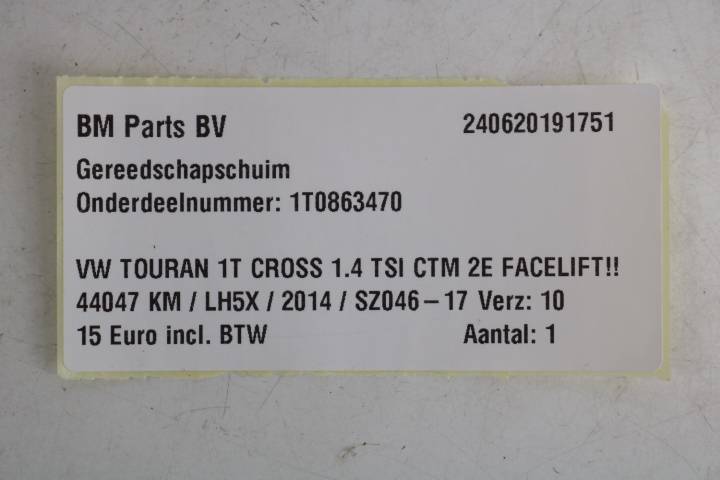 BM Parts BV 240620191751
Gereedschapschuim
Onderdeelnummer: 1T0863470
VW TOURAN 1T CROSS 1.4 TSI CTM 2E FACELIFT!!
44047 KM / LH5X / 2014 / SZ046-17 Verz: 10
15 Euro incl. BTW Aantal: 1